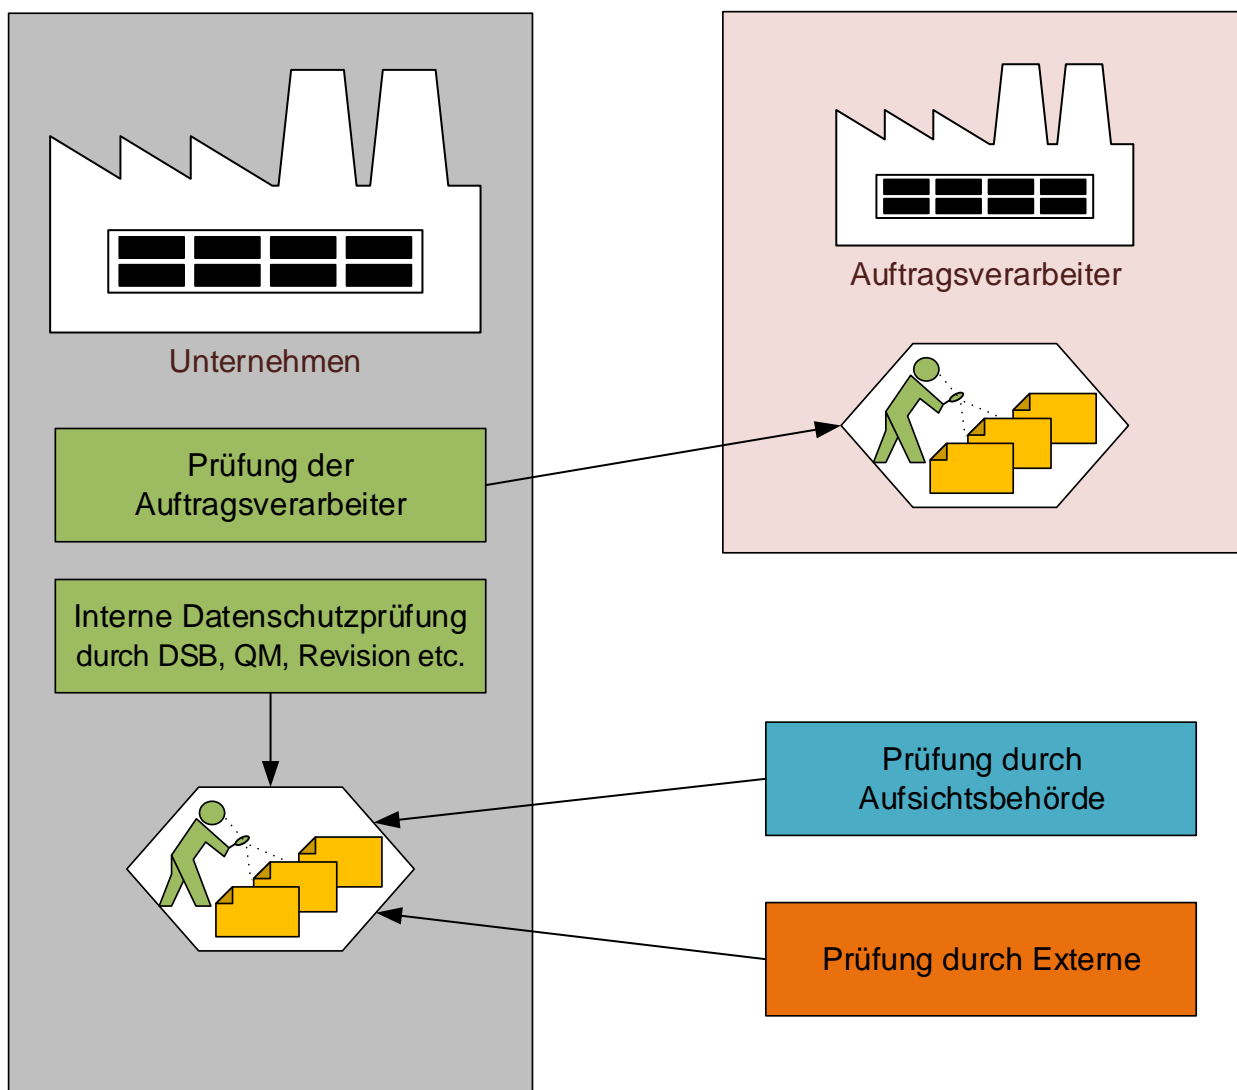 Unternehmen
Prüfung der
Auftragsverarbeiter
Interne Datenschutzprüfung
durch DSB, QM, Revision etc.
Auftragsverarbeiter
Prüfung durch
Aufsichtsbehörde
Prüfung durch Externe